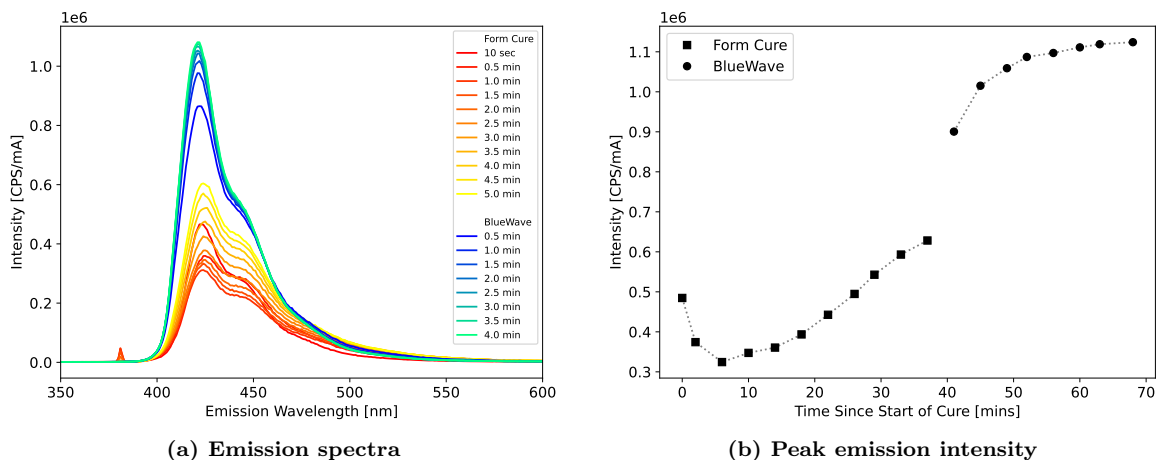 1e6
Intensity [CPS/mA]
1.0
0.8
0.6
0.4
0.2
0.0
350 400 450 500 550 600
Emission Wavelength [nm]
Form Cure
10 sec
0.5 min
1.0 min
1.5 min
2.0 min
2.5 min
3.0 min
3.5 min
4.0 min
4.5 min
5.0 min
BlueWave
0.5 min
1.0 min
1.5 min
2.0 min
2.5 min
3.0 min
3.5 min
4.0 min
(a) Emission spectra
1e6
Intensity [CPS/mA]
1.1
1.0
0.9
0.8
0.7
0.6
0.5
0.4
0.3
0 10 20 30 40 50 60 70
Time Since Start of Cure [mins]
Form Cure
BlueWave
(b) Peak emission intensity